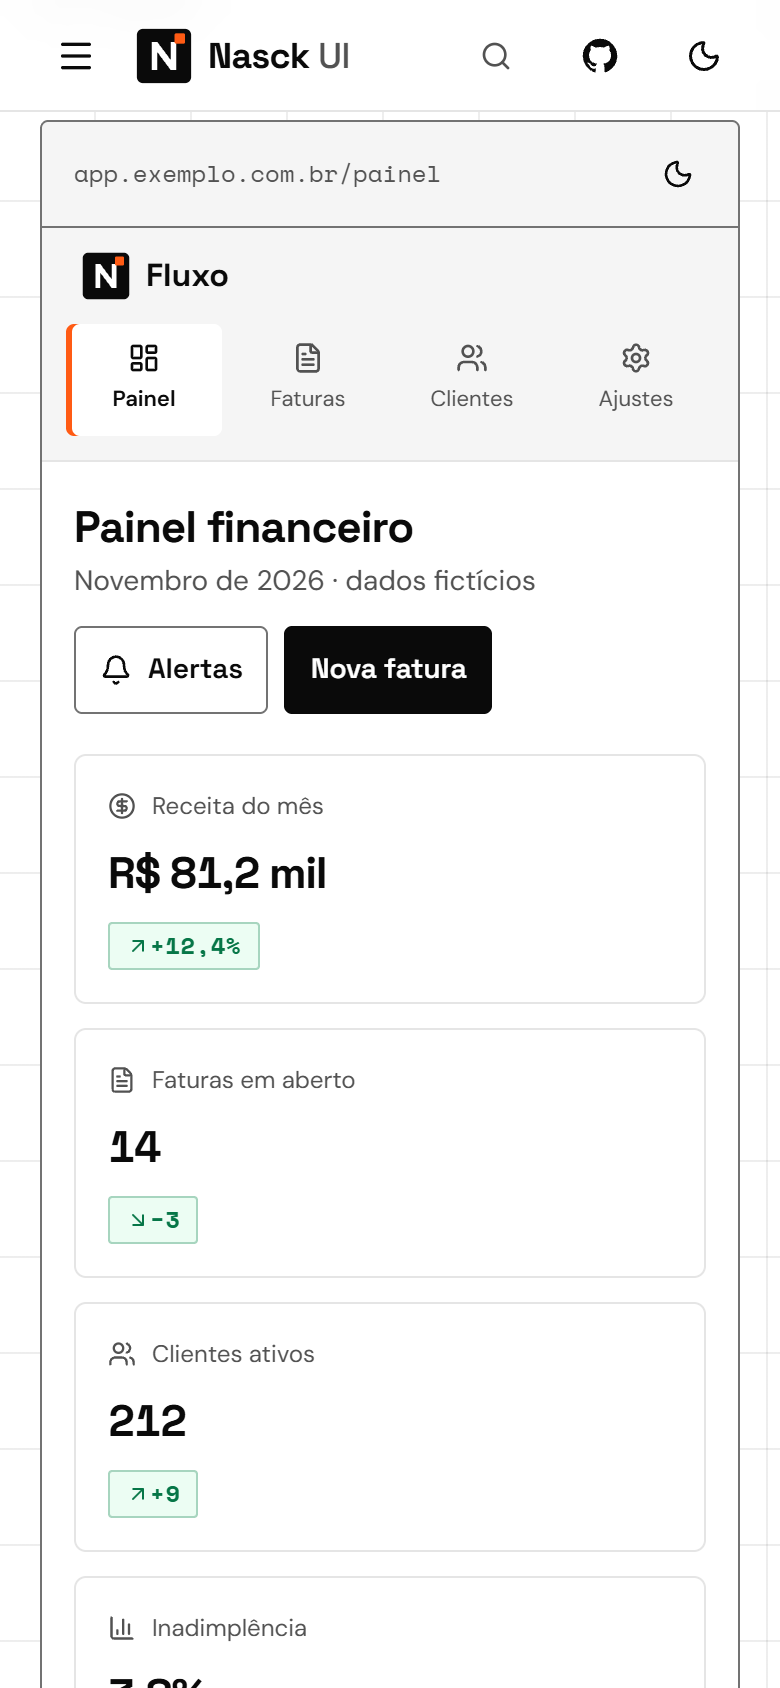 N Nasck UI
app.exemplo.com.br/painel
N Fluxo
Painel Faturas Clientes Ajustes
Painel financeiro
Novembro de 2026 · dados fictícios
Alertas Nova fatura
Receita do mês
R$ 81,2 mil
+12,4%
Faturas em aberto
14
-3
Clientes ativos
212
+9
Inadimplência